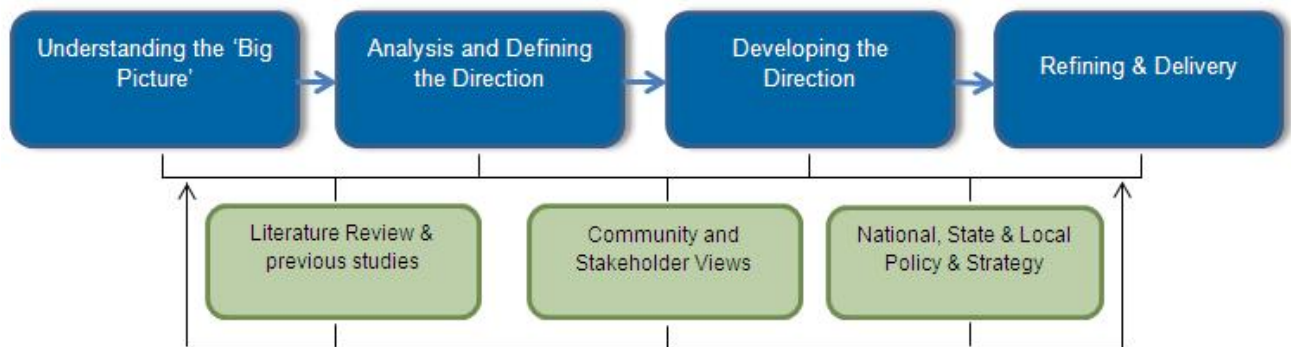 Understanding the ‘Big
Picture’
Analysis and Defining
the Direction
Developing the
Direction
Refining & Delivery
Literature Review &
previous studies
Community and
Stakeholder Views
National, State & Local
Policy & Strategy